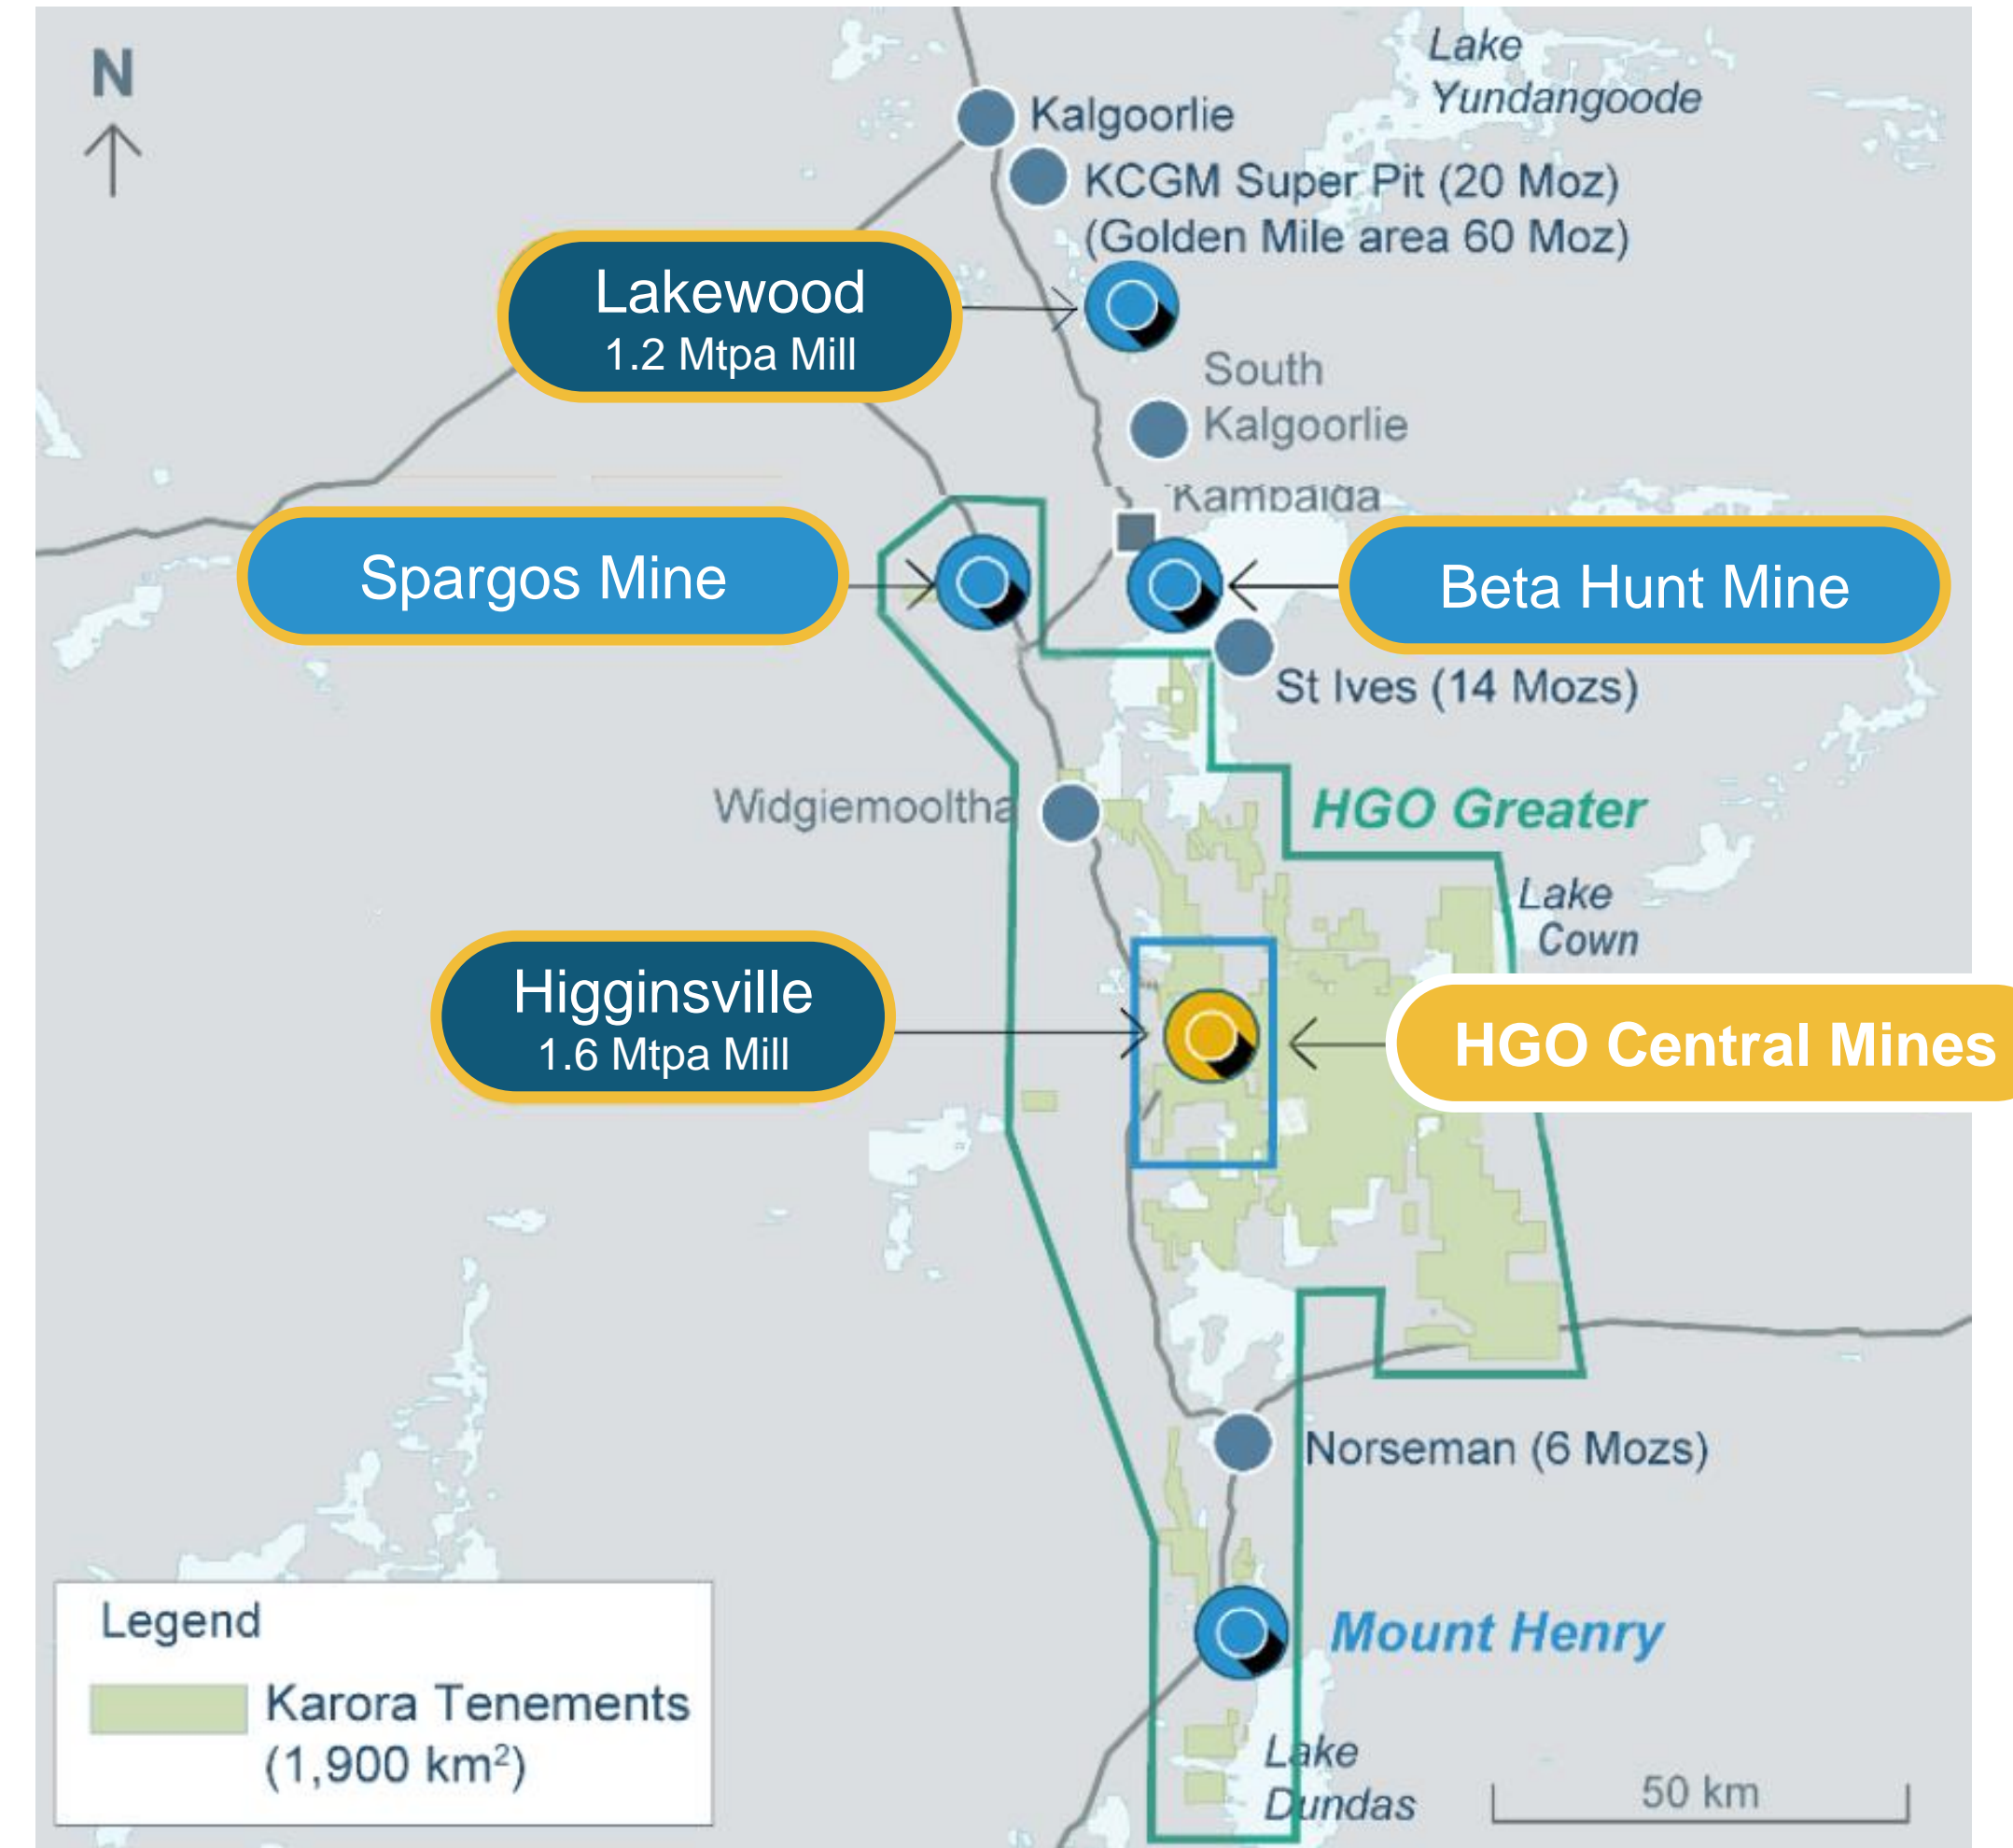 N
Lake
Yundangoode
Kalgoorlie
KCGM Super Pit (20 Moz)
(Golden Mile area 60 Moz)
Lakewood
1.2 Mtpa Mill
South
Kalgoorlie
Kambalda
Spargos Mine
Beta Hunt Mine
St Ives (14 Mozs)
Widgiemooltha
HGO Greater
Lake
Cown
Higginsville
1.6 Mtpa Mill
HGO Central Mines
Norseman (6 Mozs)
Mount Henry
Legend
Karora Tenements
(1,900 km²)
Lake
Dundas
50 km